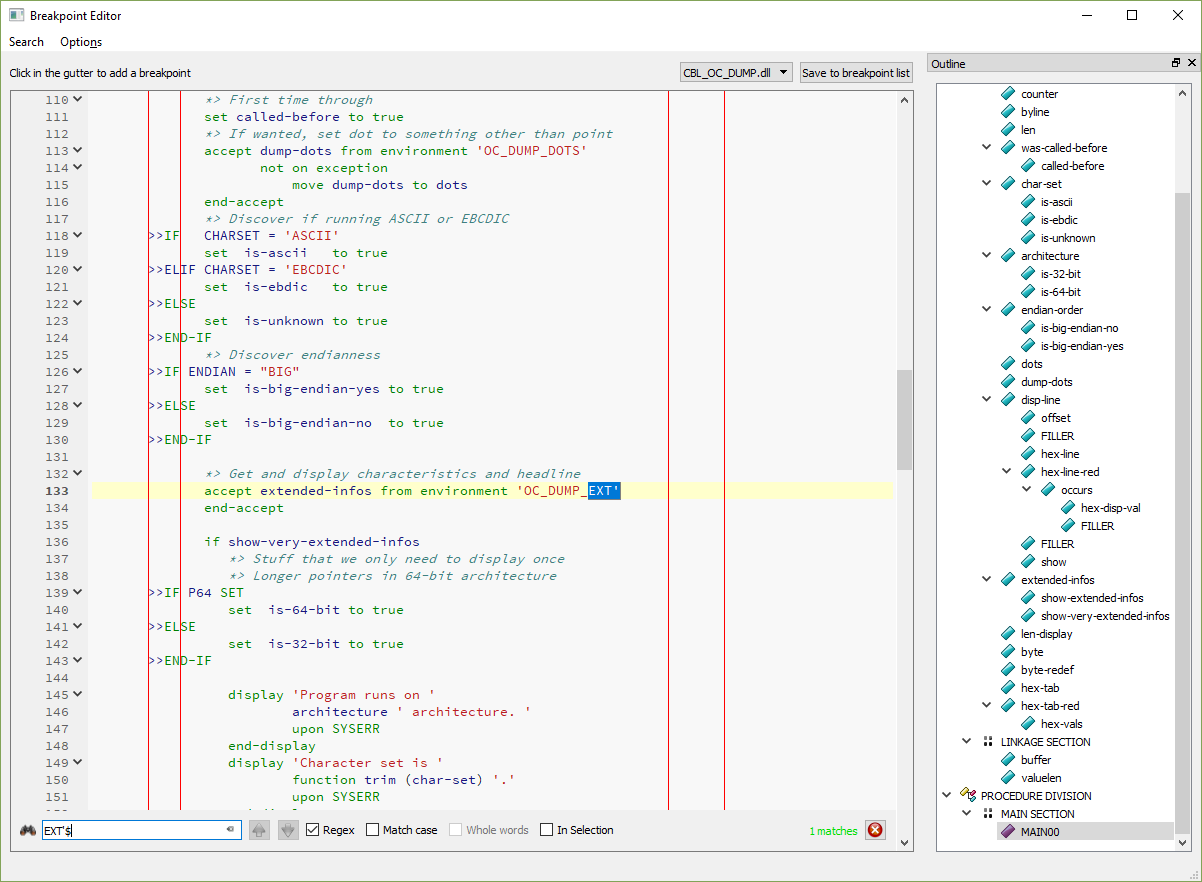 Breakpoint Editor
Search Options
Click in the gutter to add a breakpoint
CBL_OC_DUMP.dll
Save to breakpoint list
110 *> First time through
111 set called-before to true
112 *> If wanted, set dot to something other than point
113 accept dump-dots from environment 'OC_DUMP_DOTS'
114 not on exception
115 move dump-dots to dots
116 end-accept
117 *> Discover if running ASCII or EBCDIC
118 >>IF CHARSET = 'ASCII'
119 set is-ascii to true
120 >>ELIF CHARSET = 'EBCDIC'
121 set is-ebdic to true
122 >>ELSE
123 set is-unknown to true
124 >>END-IF
125 *> Discover endianness
126 >>IF ENDIAN = "BIG"
127 set is-big-endian-yes to true
128 >>ELSE
129 set is-big-endian-no to true
130 >>END-IF
131
132 *> Get and display characteristics and headline
133 accept extended-infos from environment 'OC_DUMP_EXT'
134 end-accept
135
136 if show-very-extended-infos
137 *> Stuff that we only need to display once
138 *> Longer pointers in 64-bit architecture
139 >>IF P64 SET
140 set is-64-bit to true
141 >>ELSE
142 set is-32-bit to true
143 >>END-IF
144
145 display 'Program runs on '
146 architecture ' architecture. '
147 upon SYSERR
148 end-display
149 display 'Character set is '
150 function trim (char-set) '.'
151 upon SYSERR
EXT'$
Regex
Match case
Whole words
In Selection
1 matches
Outline
counter
byline
len
was-called-before
called-before
char-set
is-ascii
is-ebdic
is-unknown
architecture
is-32-bit
is-64-bit
endian-order
is-big-endian-no
is-big-endian-yes
dots
dump-dots
disp-line
offset
FILLER
hex-line
hex-line-red
occurs
hex-disp-val
FILLER
FILLER
show
extended-infos
show-extended-infos
show-very-extended-infos
len-display
byte
byte-redef
hex-tab
hex-tab-red
hex-vals
LINKAGE SECTION
buffer
valuelen
PROCEDURE DIVISION
MAIN SECTION
MAIN00